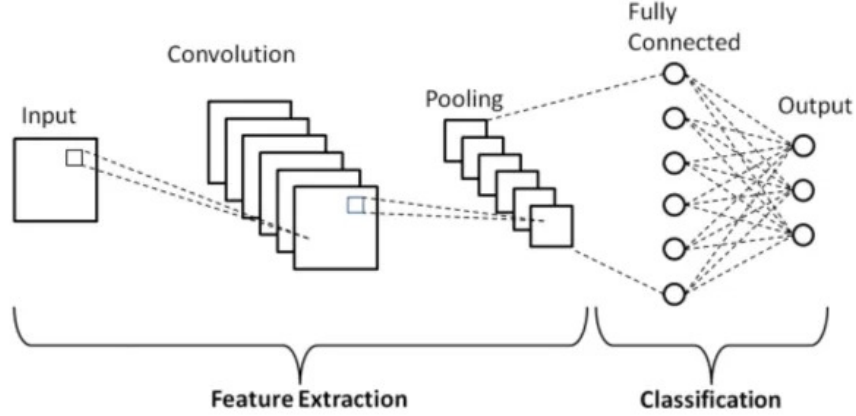 Input
Convolution
Pooling
Fully
Connected
Output
Feature Extraction
Classification